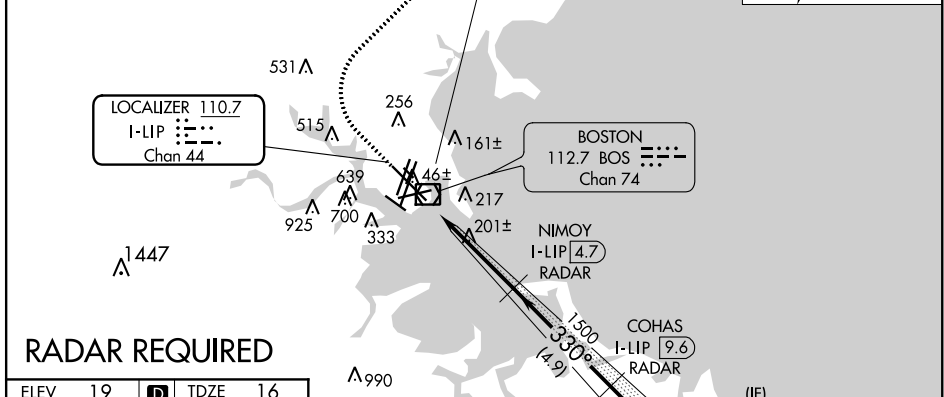 531
LOCALIZER 110.7
I-LIP
Chan 44
515
256
161±
BOSTON
112.7 BOS
Chan 74
46±
639
700
925
333
217
201±
NIMOY
I-LIP 4.7
RADAR
1447
1500
330°
(4.9)
COHAS
I-LIP 9.6
RADAR
RADAR REQUIRED
990
ELEV 19 D TDZE 16
(IF)